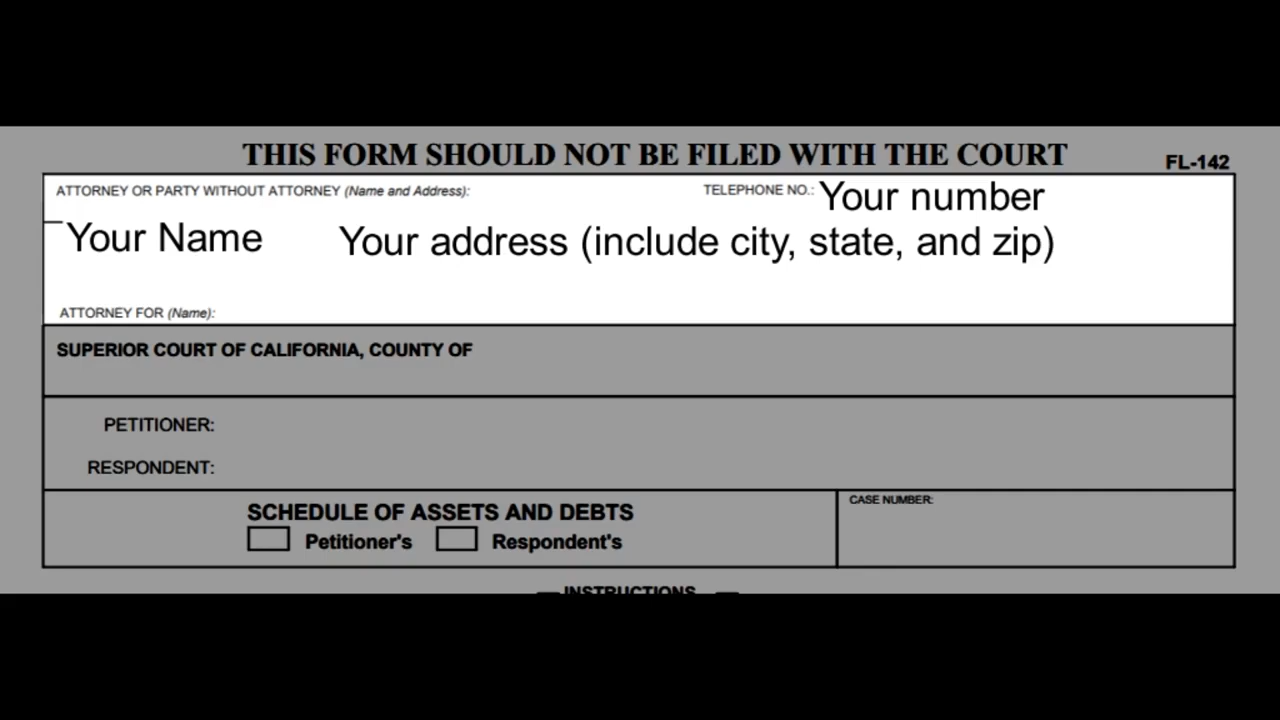 THIS FORM SHOULD NOT BE FILED WITH THE COURT
FL-142
ATTORNEY OR PARTY WITHOUT ATTORNEY (Name and Address):
TELEPHONE NO.: Your number
Your Name
Your address (include city, state, and zip)
ATTORNEY FOR (Name):
SUPERIOR COURT OF CALIFORNIA, COUNTY OF
PETITIONER:
RESPONDENT:
SCHEDULE OF ASSETS AND DEBTS
Petitioner's
Respondent's
CASE NUMBER:
— INSTRUCTIONS —